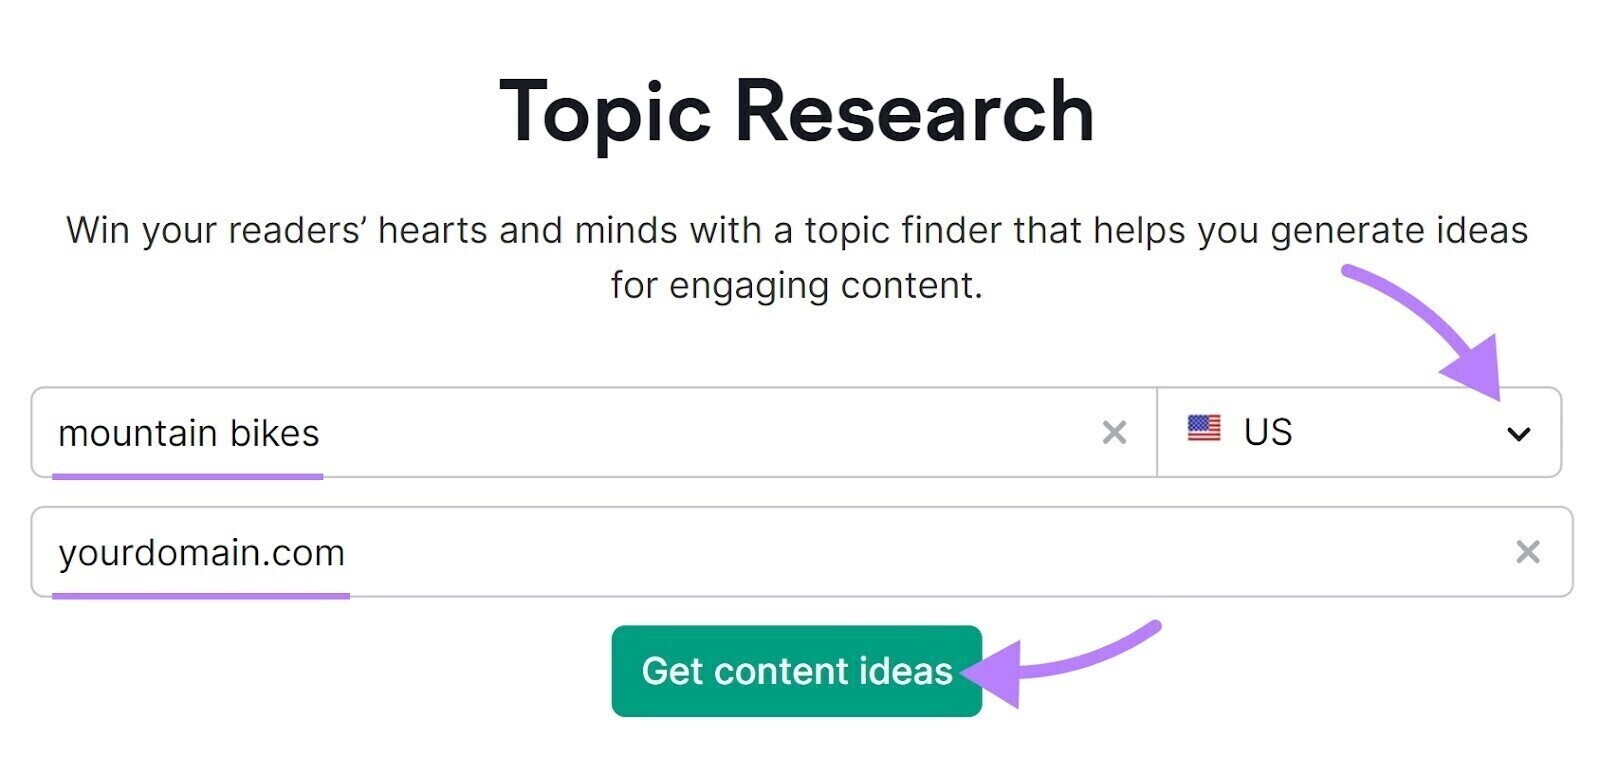 Topic Research
Win your readers’ hearts and minds with a topic finder that helps you generate ideas
for engaging content.
mountain bikes
US
yourdomain.com
Get content ideas